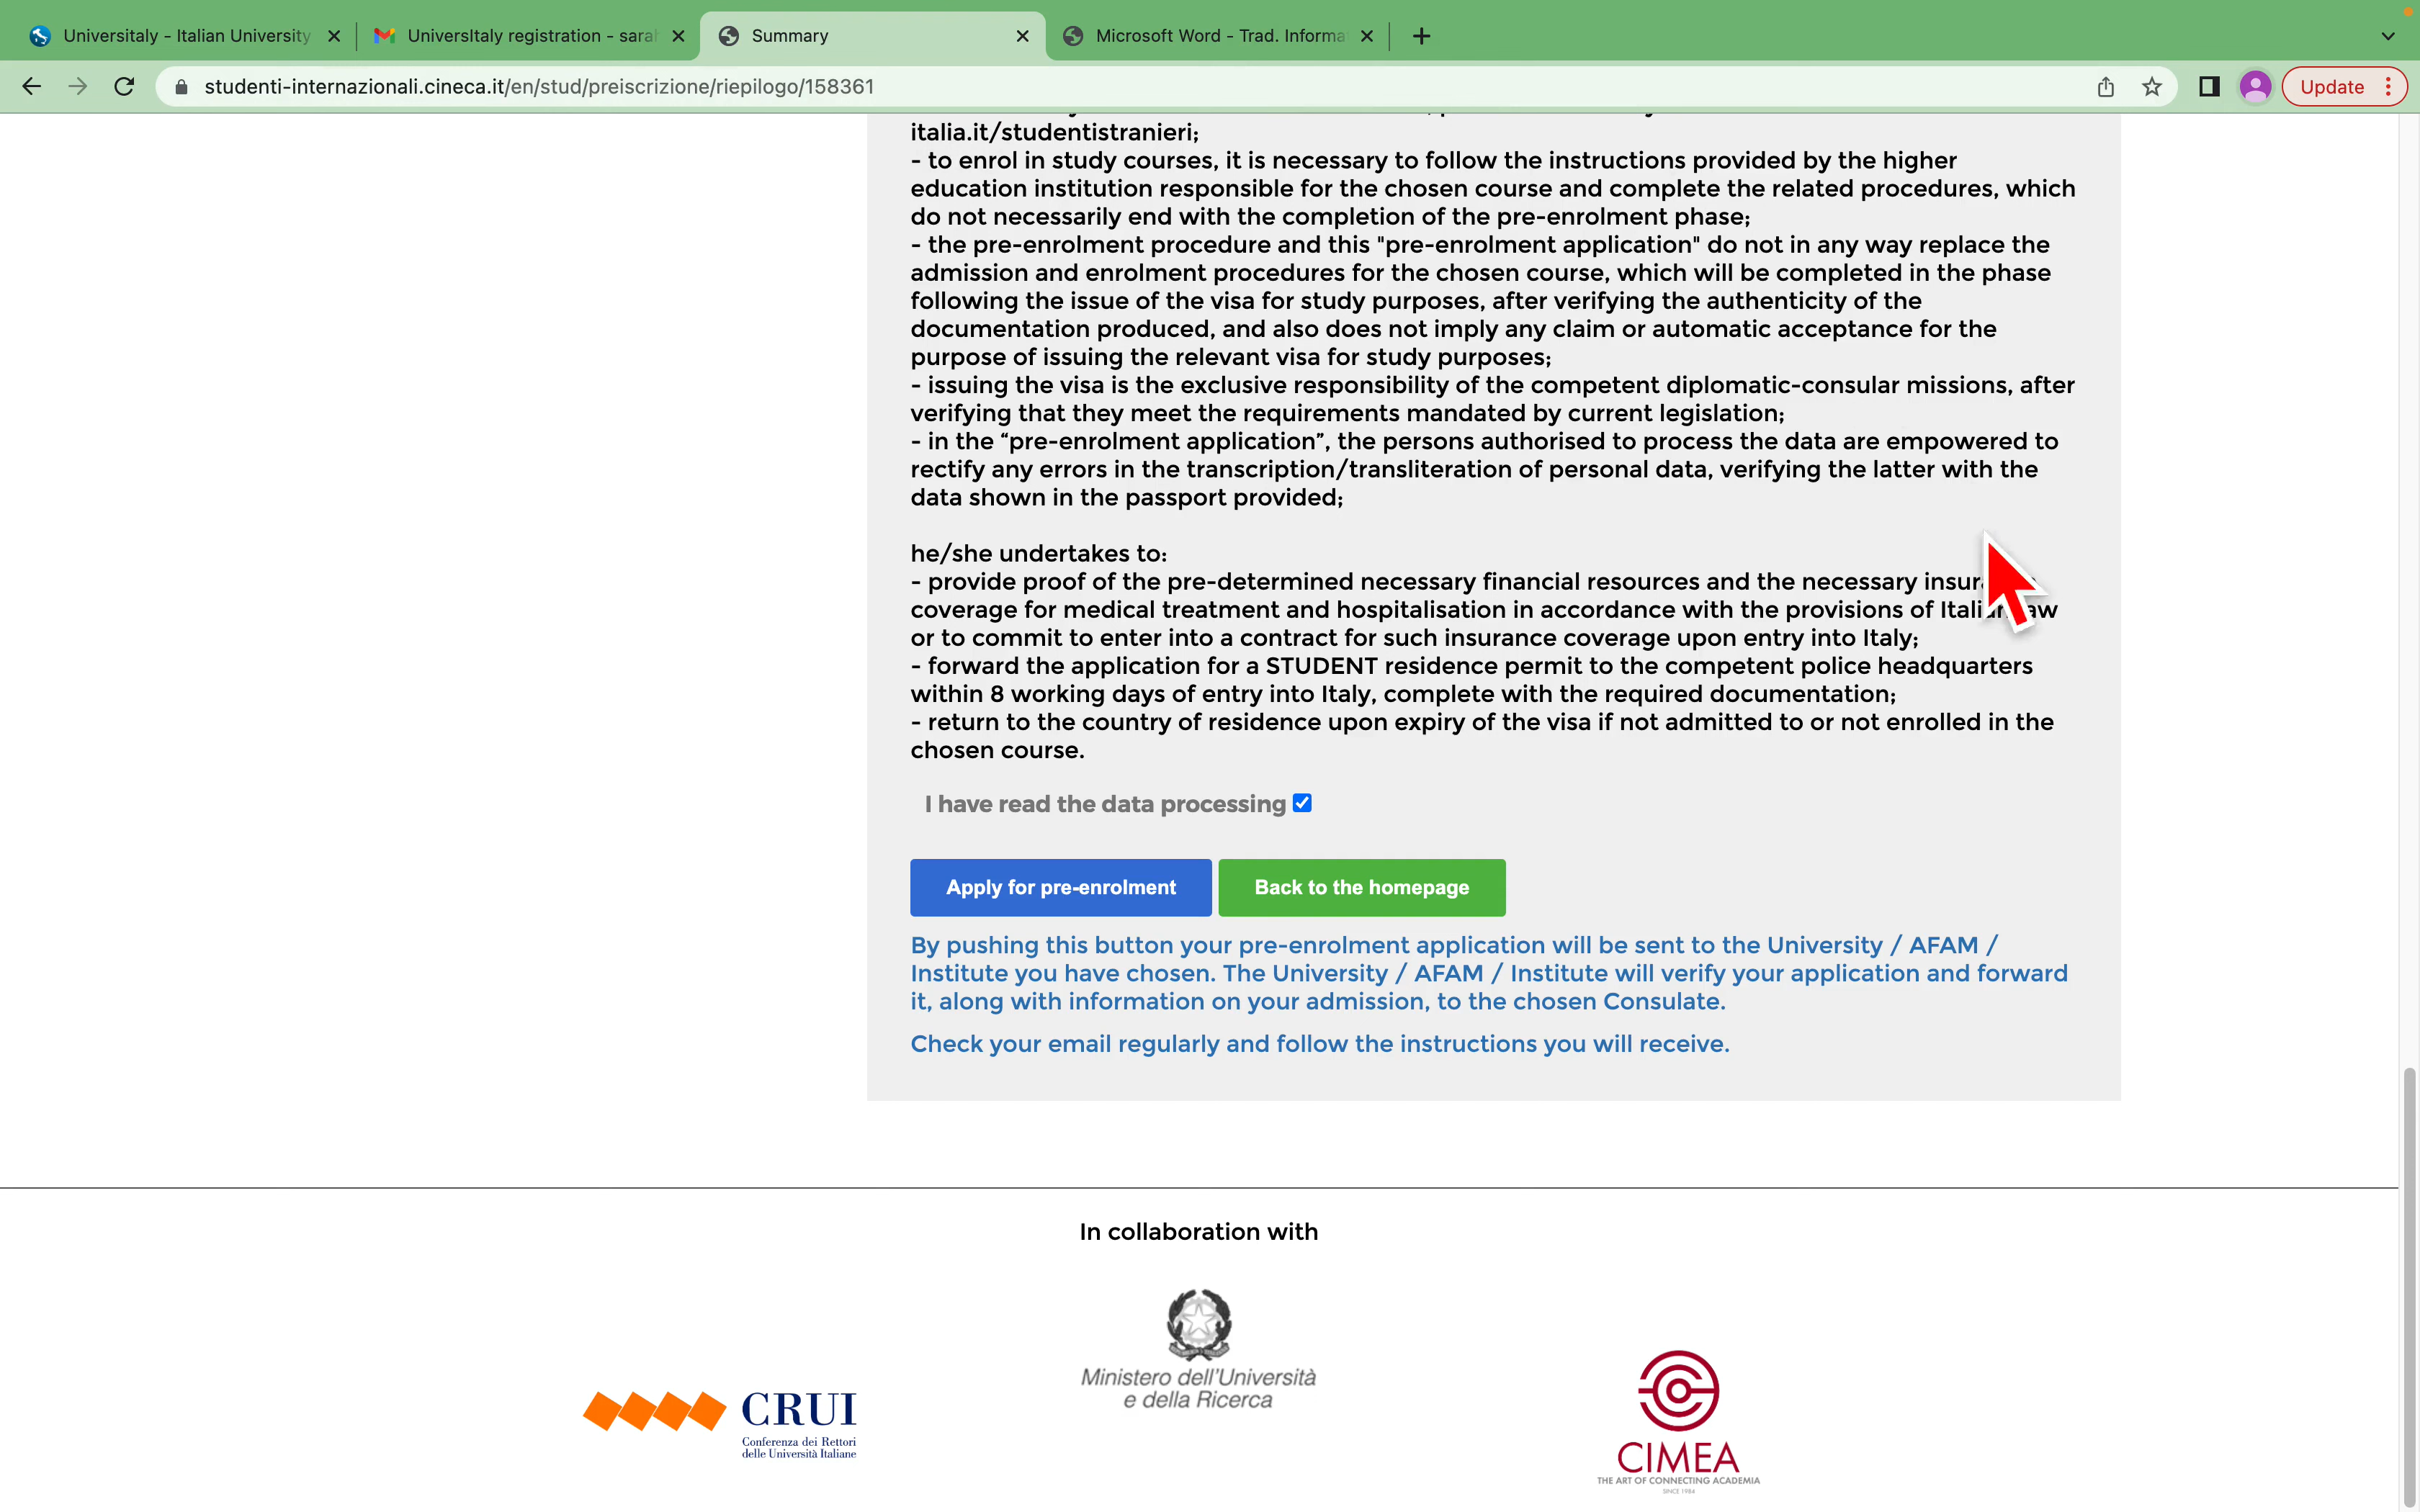 Universitaly - Italian University
UniversItaly registration - sarah
Summary
Microsoft Word - Trad. Informa
studenti-internazionali.cineca.it/en/stud/preiscrizione/riepilogo/158361
Update
italia.it/studentistranieri;
- to enrol in study courses, it is necessary to follow the instructions provided by the higher
education institution responsible for the chosen course and complete the related procedures, which
do not necessarily end with the completion of the pre-enrolment phase;
- the pre-enrolment procedure and this "pre-enrolment application" do not in any way replace the
admission and enrolment procedures for the chosen course, which will be completed in the phase
following the issue of the visa for study purposes, after verifying the authenticity of the
documentation produced, and also does not imply any claim or automatic acceptance for the
purpose of issuing the relevant visa for study purposes;
- issuing the visa is the exclusive responsibility of the competent diplomatic-consular missions, after
verifying that they meet the requirements mandated by current legislation;
- in the “pre-enrolment application”, the persons authorised to process the data are empowered to
rectify any errors in the transcription/transliteration of personal data, verifying the latter with the
data shown in the passport provided;
he/she undertakes to:
- provide proof of the pre-determined necessary financial resources and the necessary insurance
coverage for medical treatment and hospitalisation in accordance with the provisions of Italian law
or to commit to enter into a contract for such insurance coverage upon entry into Italy;
- forward the application for a STUDENT residence permit to the competent police headquarters
within 8 working days of entry into Italy, complete with the required documentation;
- return to the country of residence upon expiry of the visa if not admitted to or not enrolled in the
chosen course.
I have read the data processing
Apply for pre-enrolment
Back to the homepage
By pushing this button your pre-enrolment application will be sent to the University / AFAM /
Institute you have chosen. The University / AFAM / Institute will verify your application and forward
it, along with information on your admission, to the chosen Consulate.
Check your email regularly and follow the instructions you will receive.
In collaboration with
CRUI
Conferenza dei Rettori
delle Università Italiane
Ministero dell'Università
e della Ricerca
CIMEA
THE ART OF CONNECTING ACADEMIA
SINCE 1984